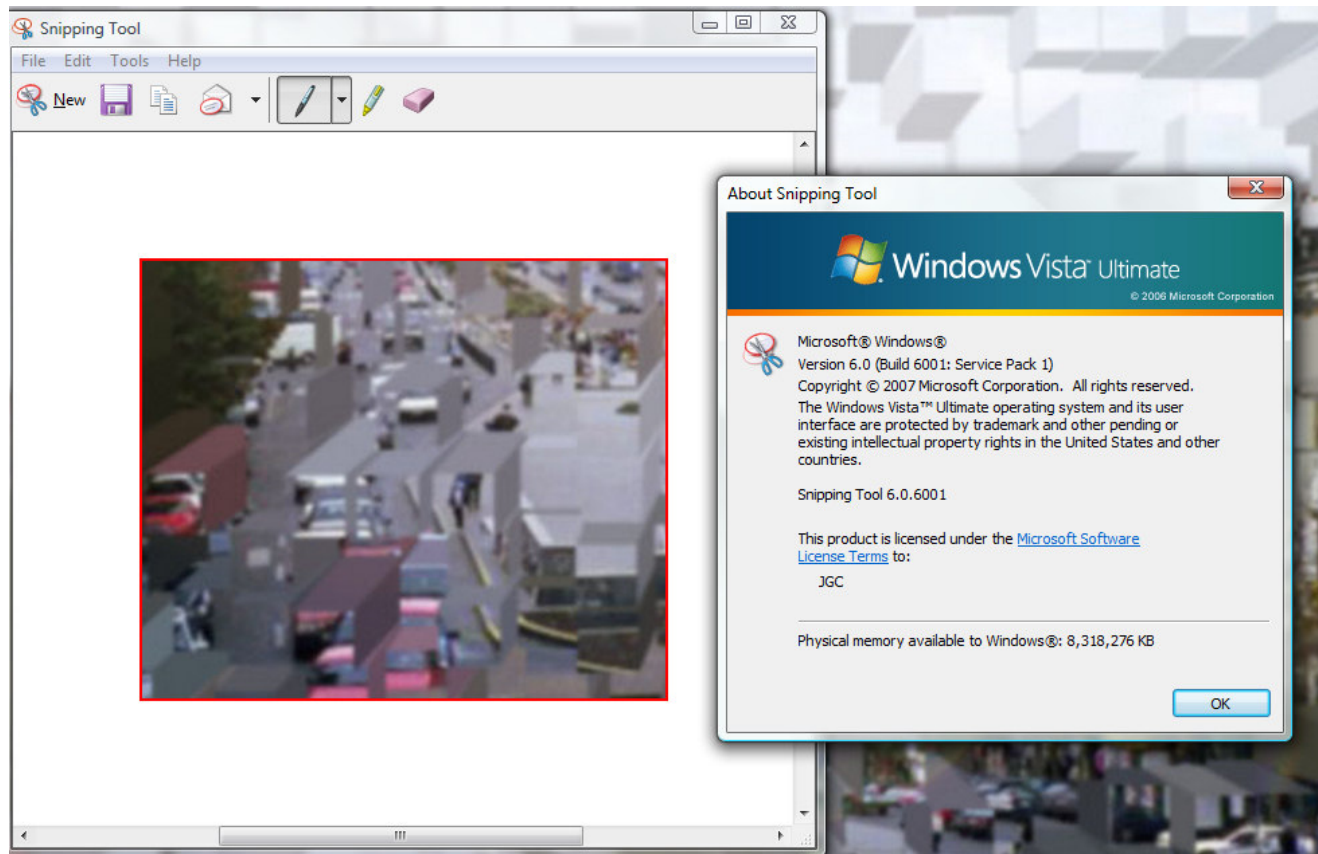 Snipping Tool
File Edit Tools Help
New
About Snipping Tool
Windows Vista™ Ultimate
© 2006 Microsoft Corporation
Microsoft® Windows®
Version 6.0 (Build 6001: Service Pack 1)
Copyright © 2007 Microsoft Corporation. All rights reserved.
The Windows Vista™ Ultimate operating system and its user
interface are protected by trademark and other pending or
existing intellectual property rights in the United States and other
countries.
Snipping Tool 6.0.6001
This product is licensed under the Microsoft Software
License Terms to:
JGC
Physical memory available to Windows®: 8,318,276 KB
OK